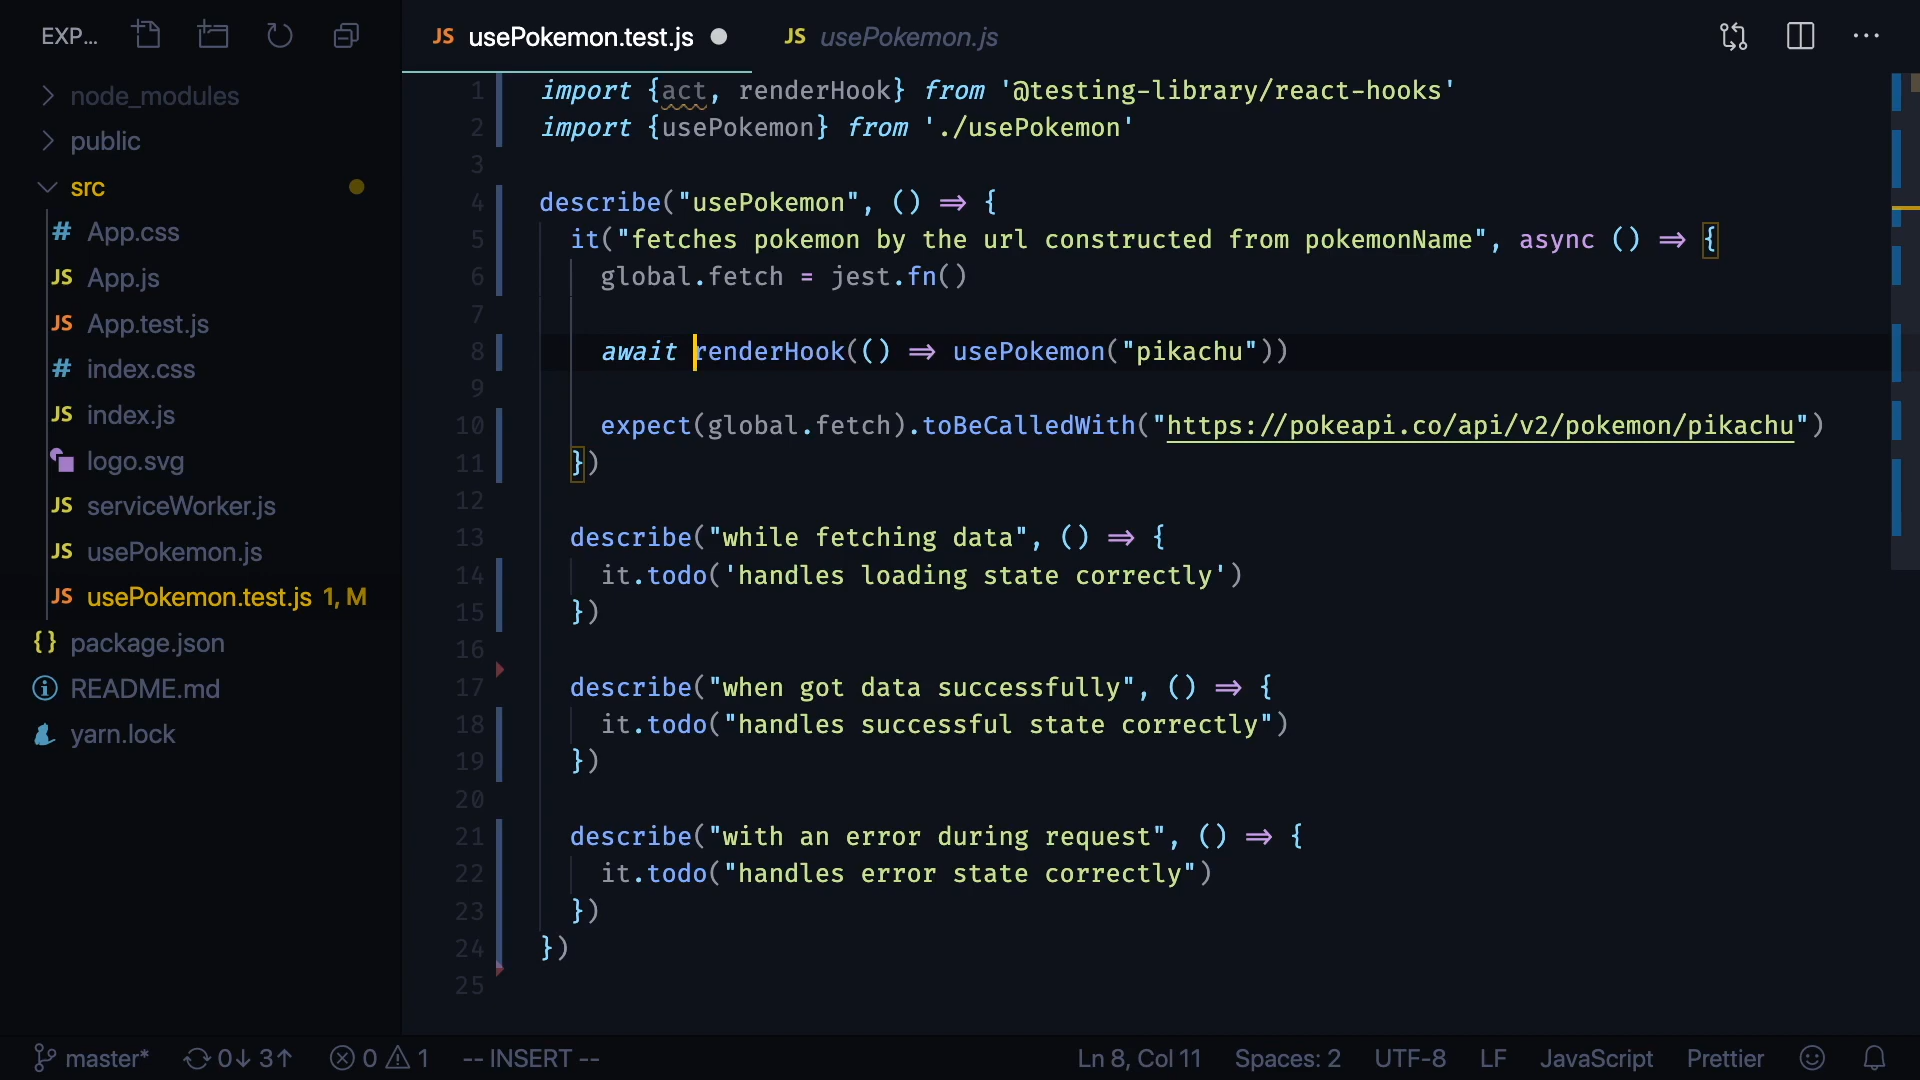 EXP...
JS usePokemon.test.js
JS usePokemon.js
node_modules
public
src
# App.css
JS App.js
JS App.test.js
# index.css
JS index.js
logo.svg
JS serviceWorker.js
JS usePokemon.js
JS usePokemon.test.js 1, M
{} package.json
README.md
yarn.lock
1 import {act, renderHook} from '@testing-library/react-hooks'
2 import {usePokemon} from './usePokemon'
3
4 describe("usePokemon", () => {
5 it("fetches pokemon by the url constructed from pokemonName", async () => {
6 global.fetch = jest.fn()
7
8 await renderHook(() => usePokemon("pikachu"))
9
10 expect(global.fetch).toBeCalledWith("https://pokeapi.co/api/v2/pokemon/pikachu")
11 })
12
13 describe("while fetching data", () => {
14 it.todo('handles loading state correctly')
15 })
16
17 describe("when got data successfully", () => {
18 it.todo("handles successful state correctly")
19 })
20
21 describe("with an error during request", () => {
22 it.todo("handles error state correctly")
23 })
24 })
25
master* 0↓ 3↑ 0 1 -- INSERT -- Ln 8, Col 11 Spaces: 2 UTF-8 LF JavaScript Prettier